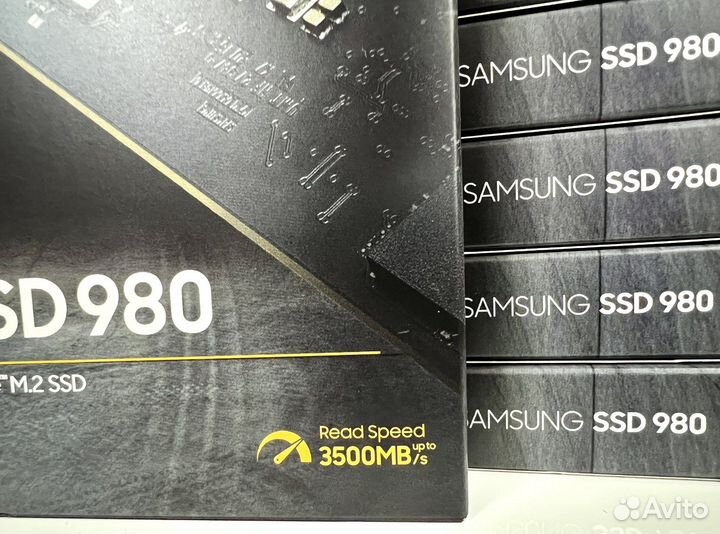 SD 980
M.2 SSD
Read Speed
up to
3500MB/s
SAMSUNG SSD 980
SAMSUNG SSD 980
SAMSUNG SSD 980
SAMSUNG SSD 980
Avito